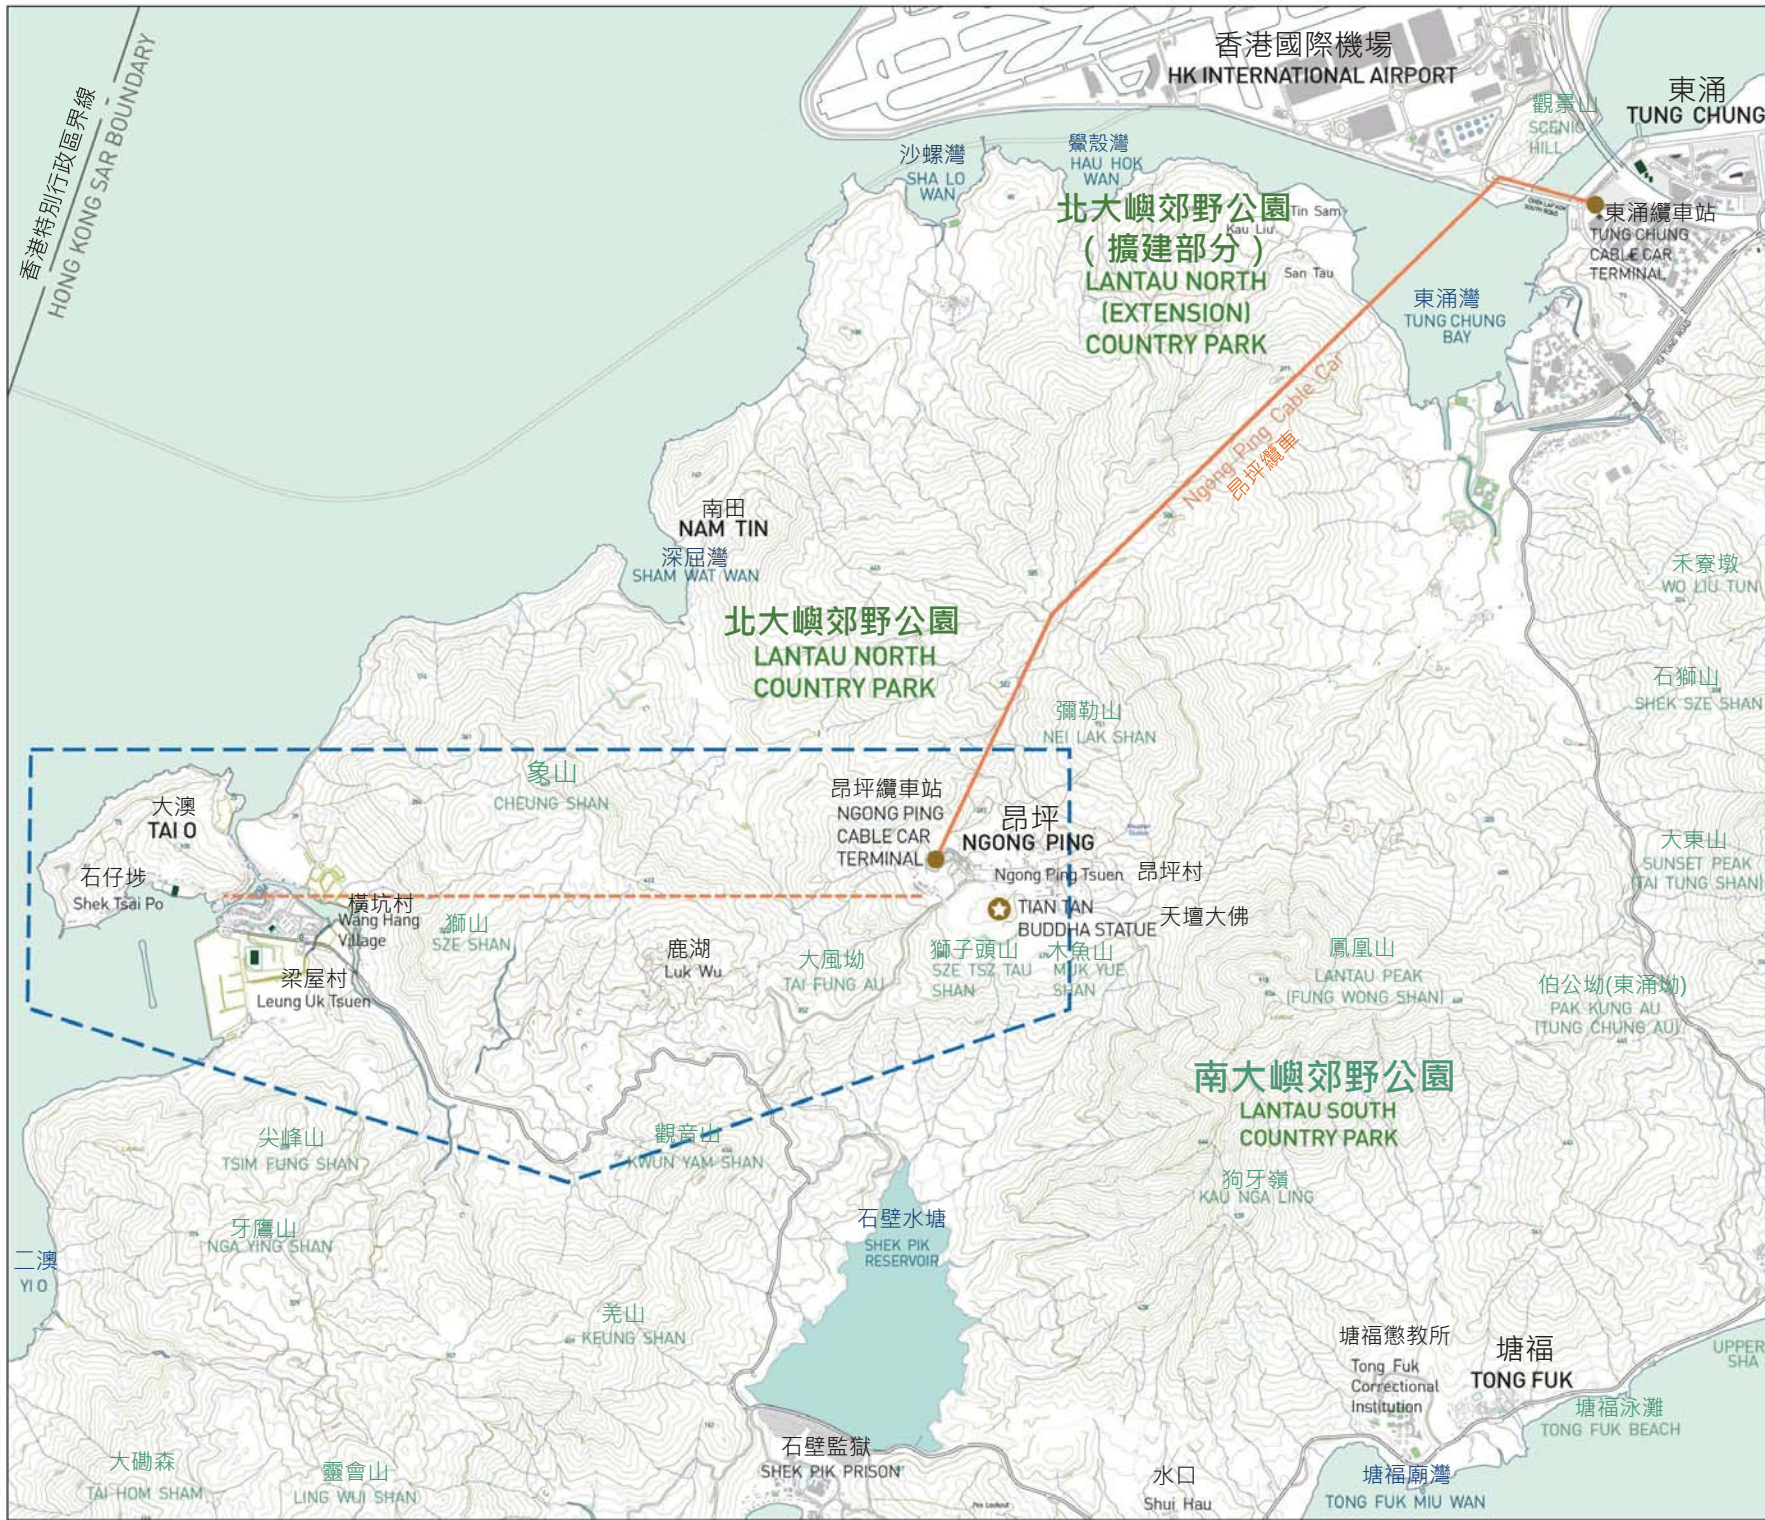 香港國際機場
HK INTERNATIONAL AIRPORT
東涌
TUNG CHUNG
觀景山
SCENIC
HILL
香港特別行政區界線
HONG KONG SAR BOUNDARY
沙螺灣
SHA LO
WAN
鱟殼灣
HAU HOK
WAN
北大嶼郊野公園
(擴建部分)
LANTAU NORTH
(EXTENSION)
COUNTRY PARK
Tin Sam
Kau Liu
San Tau
CHEK LAP KOK
SOUTH ROAD
東涌纜車站
TUNG CHUNG
CABLE CAR
TERMINAL
東涌灣
TUNG CHUNG
BAY
YU TUNG ROAD
Ngong Ping Cable Car
昂坪纜車
南田
NAM TIN
深屈灣
SHAM WAT WAN
禾寮墩
WO LIU TUN
北大嶼郊野公園
LANTAU NORTH
COUNTRY PARK
石獅山
SHEK SZE SHAN
彌勒山
NEI LAK SHAN
象山
CHEUNG SHAN
昂坪纜車站
NGONG PING
CABLE CAR
TERMINAL
昂坪
NGONG PING
大澳
TAI O
大東山
SUNSET PEAK
(TAI TUNG SHAN)
石仔埗
Shek Tsai Po
Ngong Ping Tsuen
昂坪村
橫坑村
Wang Hang
Village
獅山
SZE SHAN
TIAN TAN
BUDDHA STATUE
天壇大佛
鹿湖
Luk Wu
大風坳
TAI FUNG AU
獅子頭山
SZE TSZ TAU
SHAN
木魚山
MUK YUE
SHAN
鳳凰山
LANTAU PEAK
(FUNG WONG SHAN)
梁屋村
Leung Uk Tsuen
伯公坳(東涌坳)
PAK KUNG AU
(TUNG CHUNG AU)
南大嶼郊野公園
LANTAU SOUTH
COUNTRY PARK
尖峰山
TSIM FUNG SHAN
觀音山
KWUN YAM SHAN
狗牙嶺
KAU NGA LING
牙鷹山
NGA YING SHAN
石壁水塘
SHEK PIK
RESERVOIR
二澳
YI O
羌山
KEUNG SHAN
塘福懲教所
Tong Fuk
Correctional
Institution
塘福
TONG FUK
UPPER
SHA
塘福泳灘
TONG FUK BEACH
石壁監獄
SHEK PIK PRISON
大磡森
TAI HOM SHAM
靈會山
LING WUI SHAN
水口
Shui Hau
塘福廟灣
TONG FUK MIU WAN